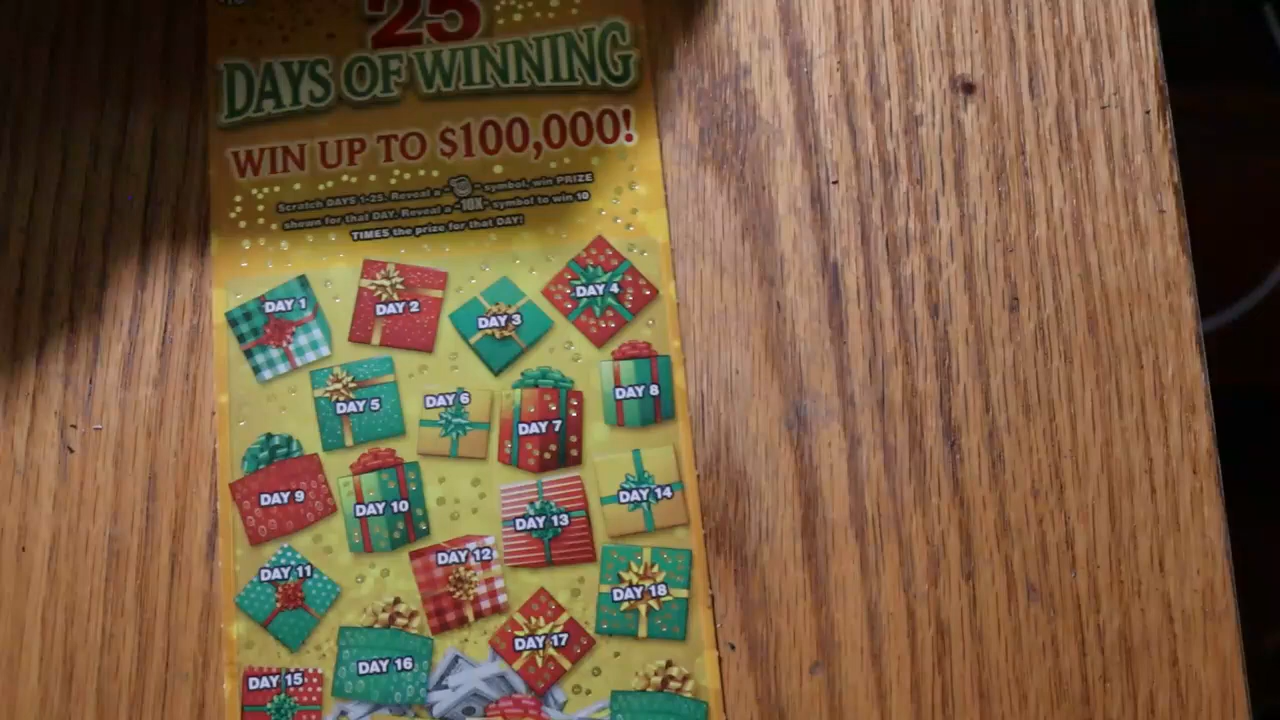 25
DAYS OF WINNING
WIN UP TO $100,000!
Scratch DAYS 1-25. Reveal a " " symbol, win PRIZE
shown for that DAY. Reveal a "10X" symbol to win 10
TIMES the prize for that DAY!
DAY 1
DAY 2
DAY 3
DAY 4
DAY 5
DAY 6
DAY 7
DAY 8
DAY 9
DAY 10
DAY 13
DAY 14
DAY 11
DAY 12
DAY 18
DAY 17
DAY 16
DAY 15